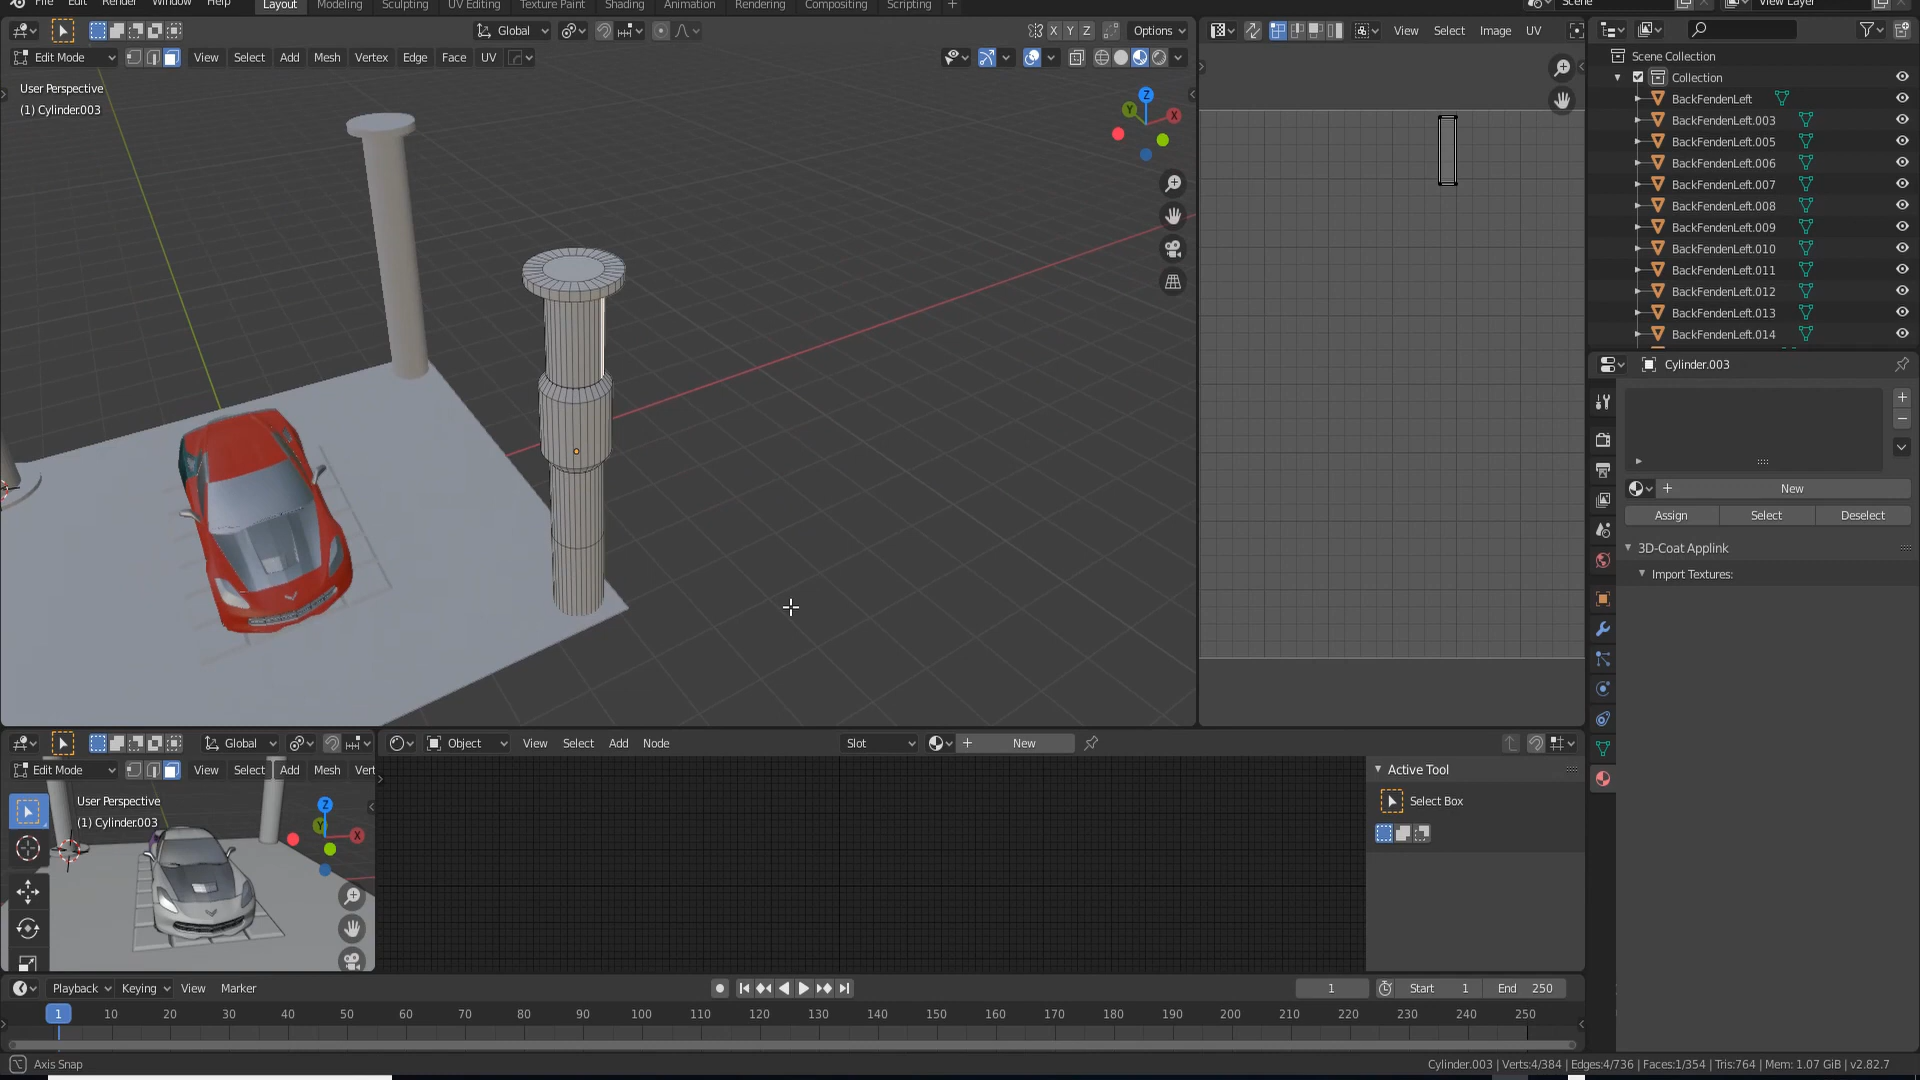 File Edit Render Window Help Layout Modeling Sculpting UV Editing Texture Paint Shading Animation Rendering Compositing Scripting + Scene View Layer
Global X Y Z Options View Select Image UV
Edit Mode View Select Add Mesh Vertex Edge Face UV
User Perspective
(1) Cylinder.003
Z
Y
X
Scene Collection
Collection
BackFendenLeft
BackFendenLeft.003
BackFendenLeft.005
BackFendenLeft.006
BackFendenLeft.007
BackFendenLeft.008
BackFendenLeft.009
BackFendenLeft.010
BackFendenLeft.011
BackFendenLeft.012
BackFendenLeft.013
BackFendenLeft.014
Cylinder.003
New
Assign Select Deselect
3D-Coat Applink
Import Textures:
Global Object View Select Add Node Slot New
Edit Mode View Select Add Mesh Vert
User Perspective
(1) Cylinder.003
Z
Y
X
Active Tool
Select Box
Playback Keying View Marker 1 Start 1 End 250
1 10 20 30 40 50 60 70 80 90 100 110 120 130 140 150 160 170 180 190 200 210 220 230 240 250
Axis Snap
Cylinder.003 | Verts:4/384 | Edges:4/736 | Faces:1/354 | Tris:764 | Mem: 1.07 GiB | v2.82.7